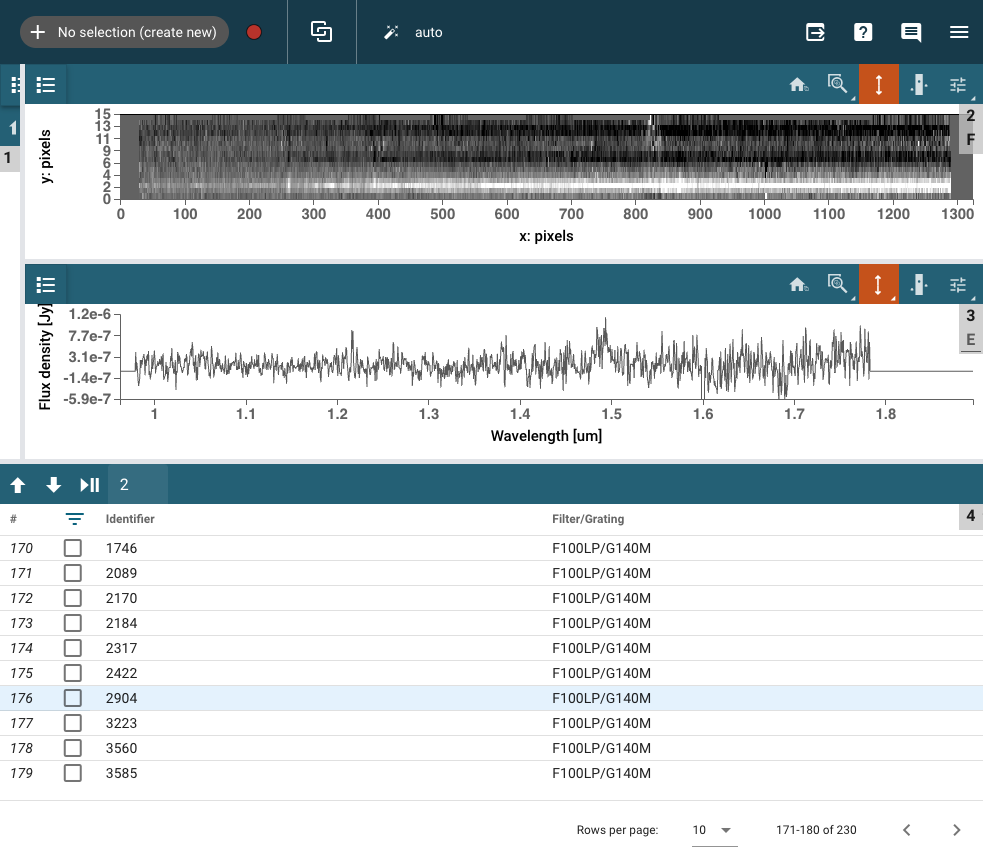 No selection (create new)
auto
1
2
F
y: pixels
15
13
11
9
6
4
2
0
0 100 200 300 400 500 600 700 800 900 1000 1100 1200 1300
x: pixels
3
E
Flux density [Jy]
1.2e-6
7.7e-7
3.1e-7
-1.4e-7
-5.9e-7
1 1.1 1.2 1.3 1.4 1.5 1.6 1.7 1.8
Wavelength [um]
2
4
# Identifier Filter/Grating
170 1746 F100LP/G140M
171 2089 F100LP/G140M
172 2170 F100LP/G140M
173 2184 F100LP/G140M
174 2317 F100LP/G140M
175 2422 F100LP/G140M
176 2904 F100LP/G140M
177 3223 F100LP/G140M
178 3560 F100LP/G140M
179 3585 F100LP/G140M
Rows per page: 10 171-180 of 230